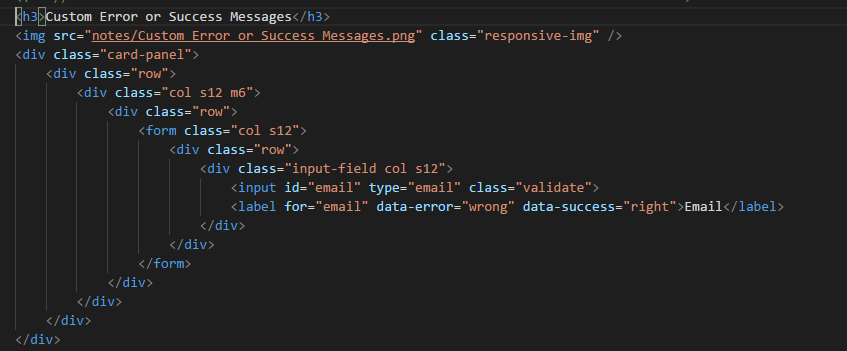 <h3>Custom Error or Success Messages</h3>
<img src="notes/Custom Error or Success Messages.png" class="responsive-img" />
<div class="card-panel">
    <div class="row">
        <div class="col s12 m6">
            <div class="row">
                <form class="col s12">
                    <div class="row">
                        <div class="input-field col s12">
                            <input id="email" type="email" class="validate">
                            <label for="email" data-error="wrong" data-success="right">Email</label>
                        </div>
                    </div>
                </form>
            </div>
        </div>
    </div>
</div>